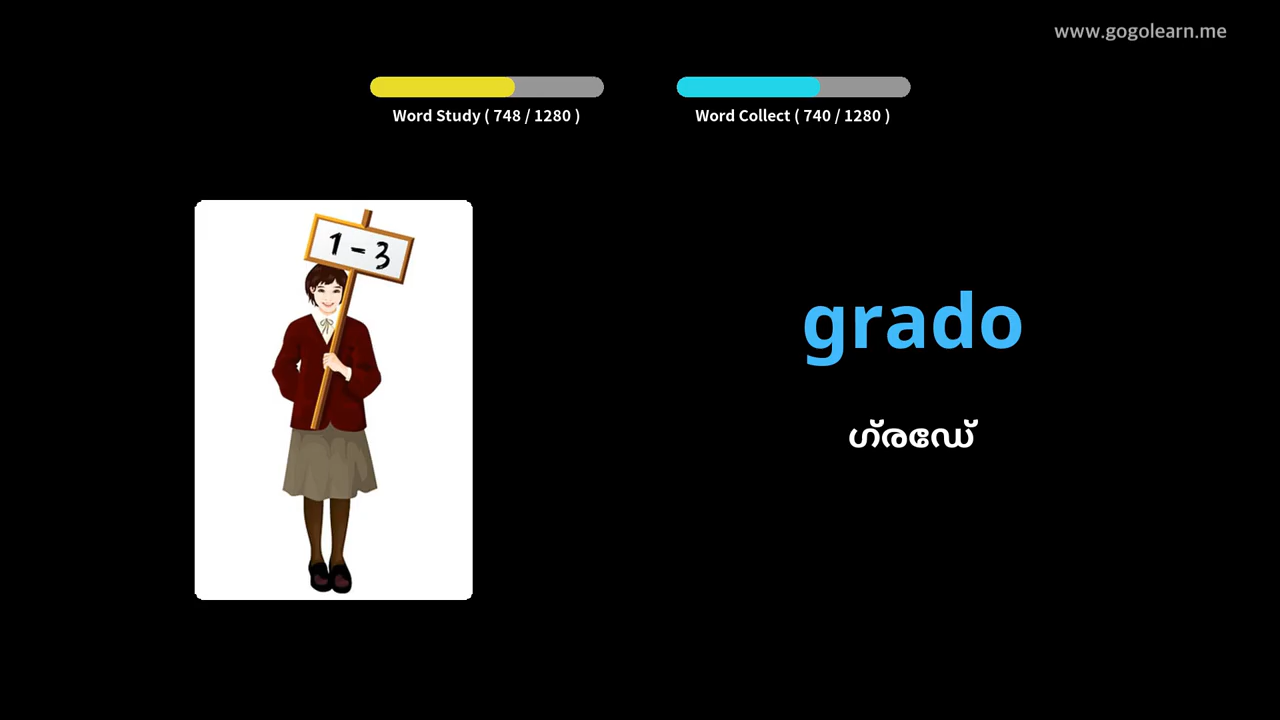 www.gogolearn.me
Word Study ( 748 / 1280 )
Word Collect ( 740 / 1280 )
1 - 3
grado
ഗ്രഡേ്